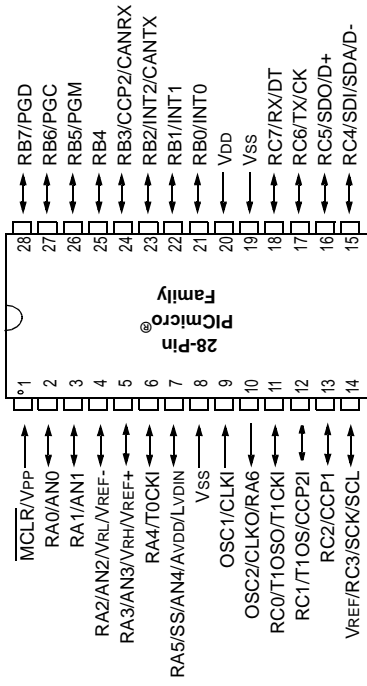 MCLR/VPP 1 28 RB7/PGD
RA0/AN0 2 27 RB6/PGC
RA1/AN1 3 26 RB5/PGM
RA2/AN2/VRL/VREF- 4 25 RB4
RA3/AN3/VRH/VREF+ 5 24 RB3/CCP2/CANRX
RA4/T0CKI 6 23 RB2/INT2/CANTX
RA5/SS/AN4/AVDD/LVDIN 7 22 RB1/INT1
VSS 8 21 RB0/INT0
OSC1/CLKI 9 20 VDD
OSC2/CLKO/RA6 10 19 VSS
RC0/T1OSO/T1CKI 11 18 RC7/RX/DT
RC1/T1OS/CCP2I 12 17 RC6/TX/CK
RC2/CCP1 13 16 RC5/SDO/D+
VREF/RC3/SCK/SCL 14 15 RC4/SDI/SDA/D-
28-Pin
PICmicro®
Family